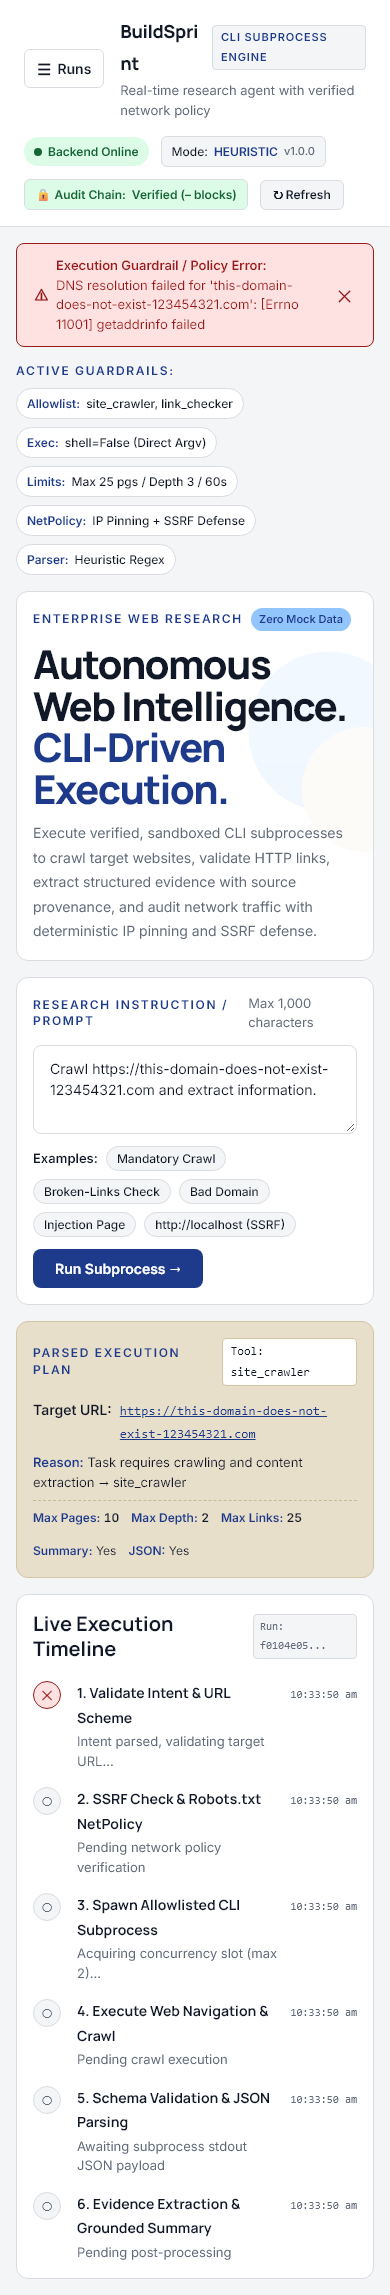 ☰ Runs
BuildSpri
nt
CLI SUBPROCESS
ENGINE
Real-time research agent with verified
network policy
Backend Online
Mode: HEURISTIC v1.0.0
🔒 Audit Chain: Verified (– blocks)
↻ Refresh
Execution Guardrail / Policy Error:
DNS resolution failed for 'this-domain-
does-not-exist-123454321.com': [Errno
11001] getaddrinfo failed
ACTIVE GUARDRAILS:
Allowlist: site_crawler, link_checker
Exec: shell=False (Direct Argv)
Limits: Max 25 pgs / Depth 3 / 60s
NetPolicy: IP Pinning + SSRF Defense
Parser: Heuristic Regex
ENTERPRISE WEB RESEARCH
Zero Mock Data
Autonomous
Web Intelligence.
CLI-Driven
Execution.
Execute verified, sandboxed CLI subprocesses
to crawl target websites, validate HTTP links,
extract structured evidence with source
provenance, and audit network traffic with
deterministic IP pinning and SSRF defense.
RESEARCH INSTRUCTION /
PROMPT
Max 1,000
characters
Crawl https://this-domain-does-not-exist-
123454321.com and extract information.
Examples: Mandatory Crawl
Broken-Links Check Bad Domain
Injection Page http://localhost (SSRF)
Run Subprocess →
PARSED EXECUTION
PLAN
Tool:
site_crawler
Target URL: https://this-domain-does-not-
exist-123454321.com
Reason: Task requires crawling and content
extraction → site_crawler
Max Pages: 10 Max Depth: 2 Max Links: 25
Summary: Yes JSON: Yes
Live Execution
Timeline
Run:
f0104e05...
1. Validate Intent & URL
Scheme
10:33:50 am
Intent parsed, validating target
URL...
2. SSRF Check & Robots.txt
NetPolicy
10:33:50 am
Pending network policy
verification
3. Spawn Allowlisted CLI
Subprocess
10:33:50 am
Acquiring concurrency slot (max
2)...
4. Execute Web Navigation &
Crawl
10:33:50 am
Pending crawl execution
5. Schema Validation & JSON
Parsing
10:33:50 am
Awaiting subprocess stdout
JSON payload
6. Evidence Extraction &
Grounded Summary
10:33:50 am
Pending post-processing